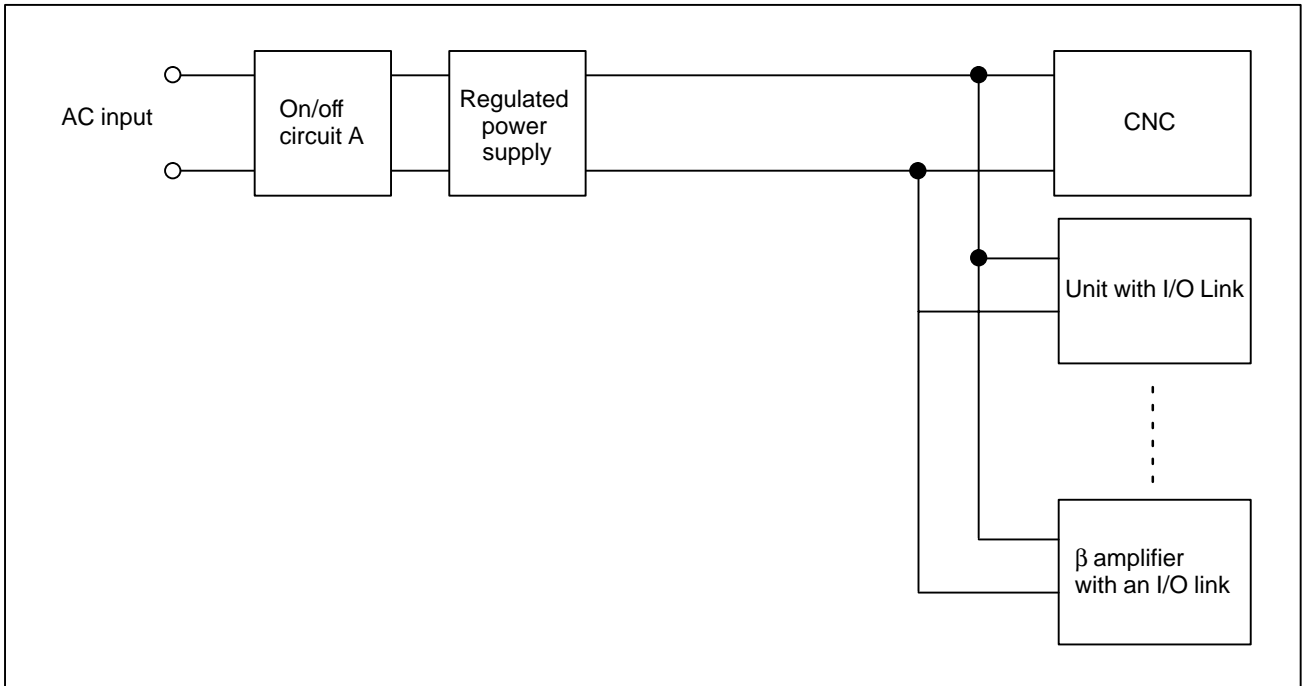 AC input
On/off
circuit A
Regulated
power
supply
CNC
Unit with I/O Link
β amplifier
with an I/O link